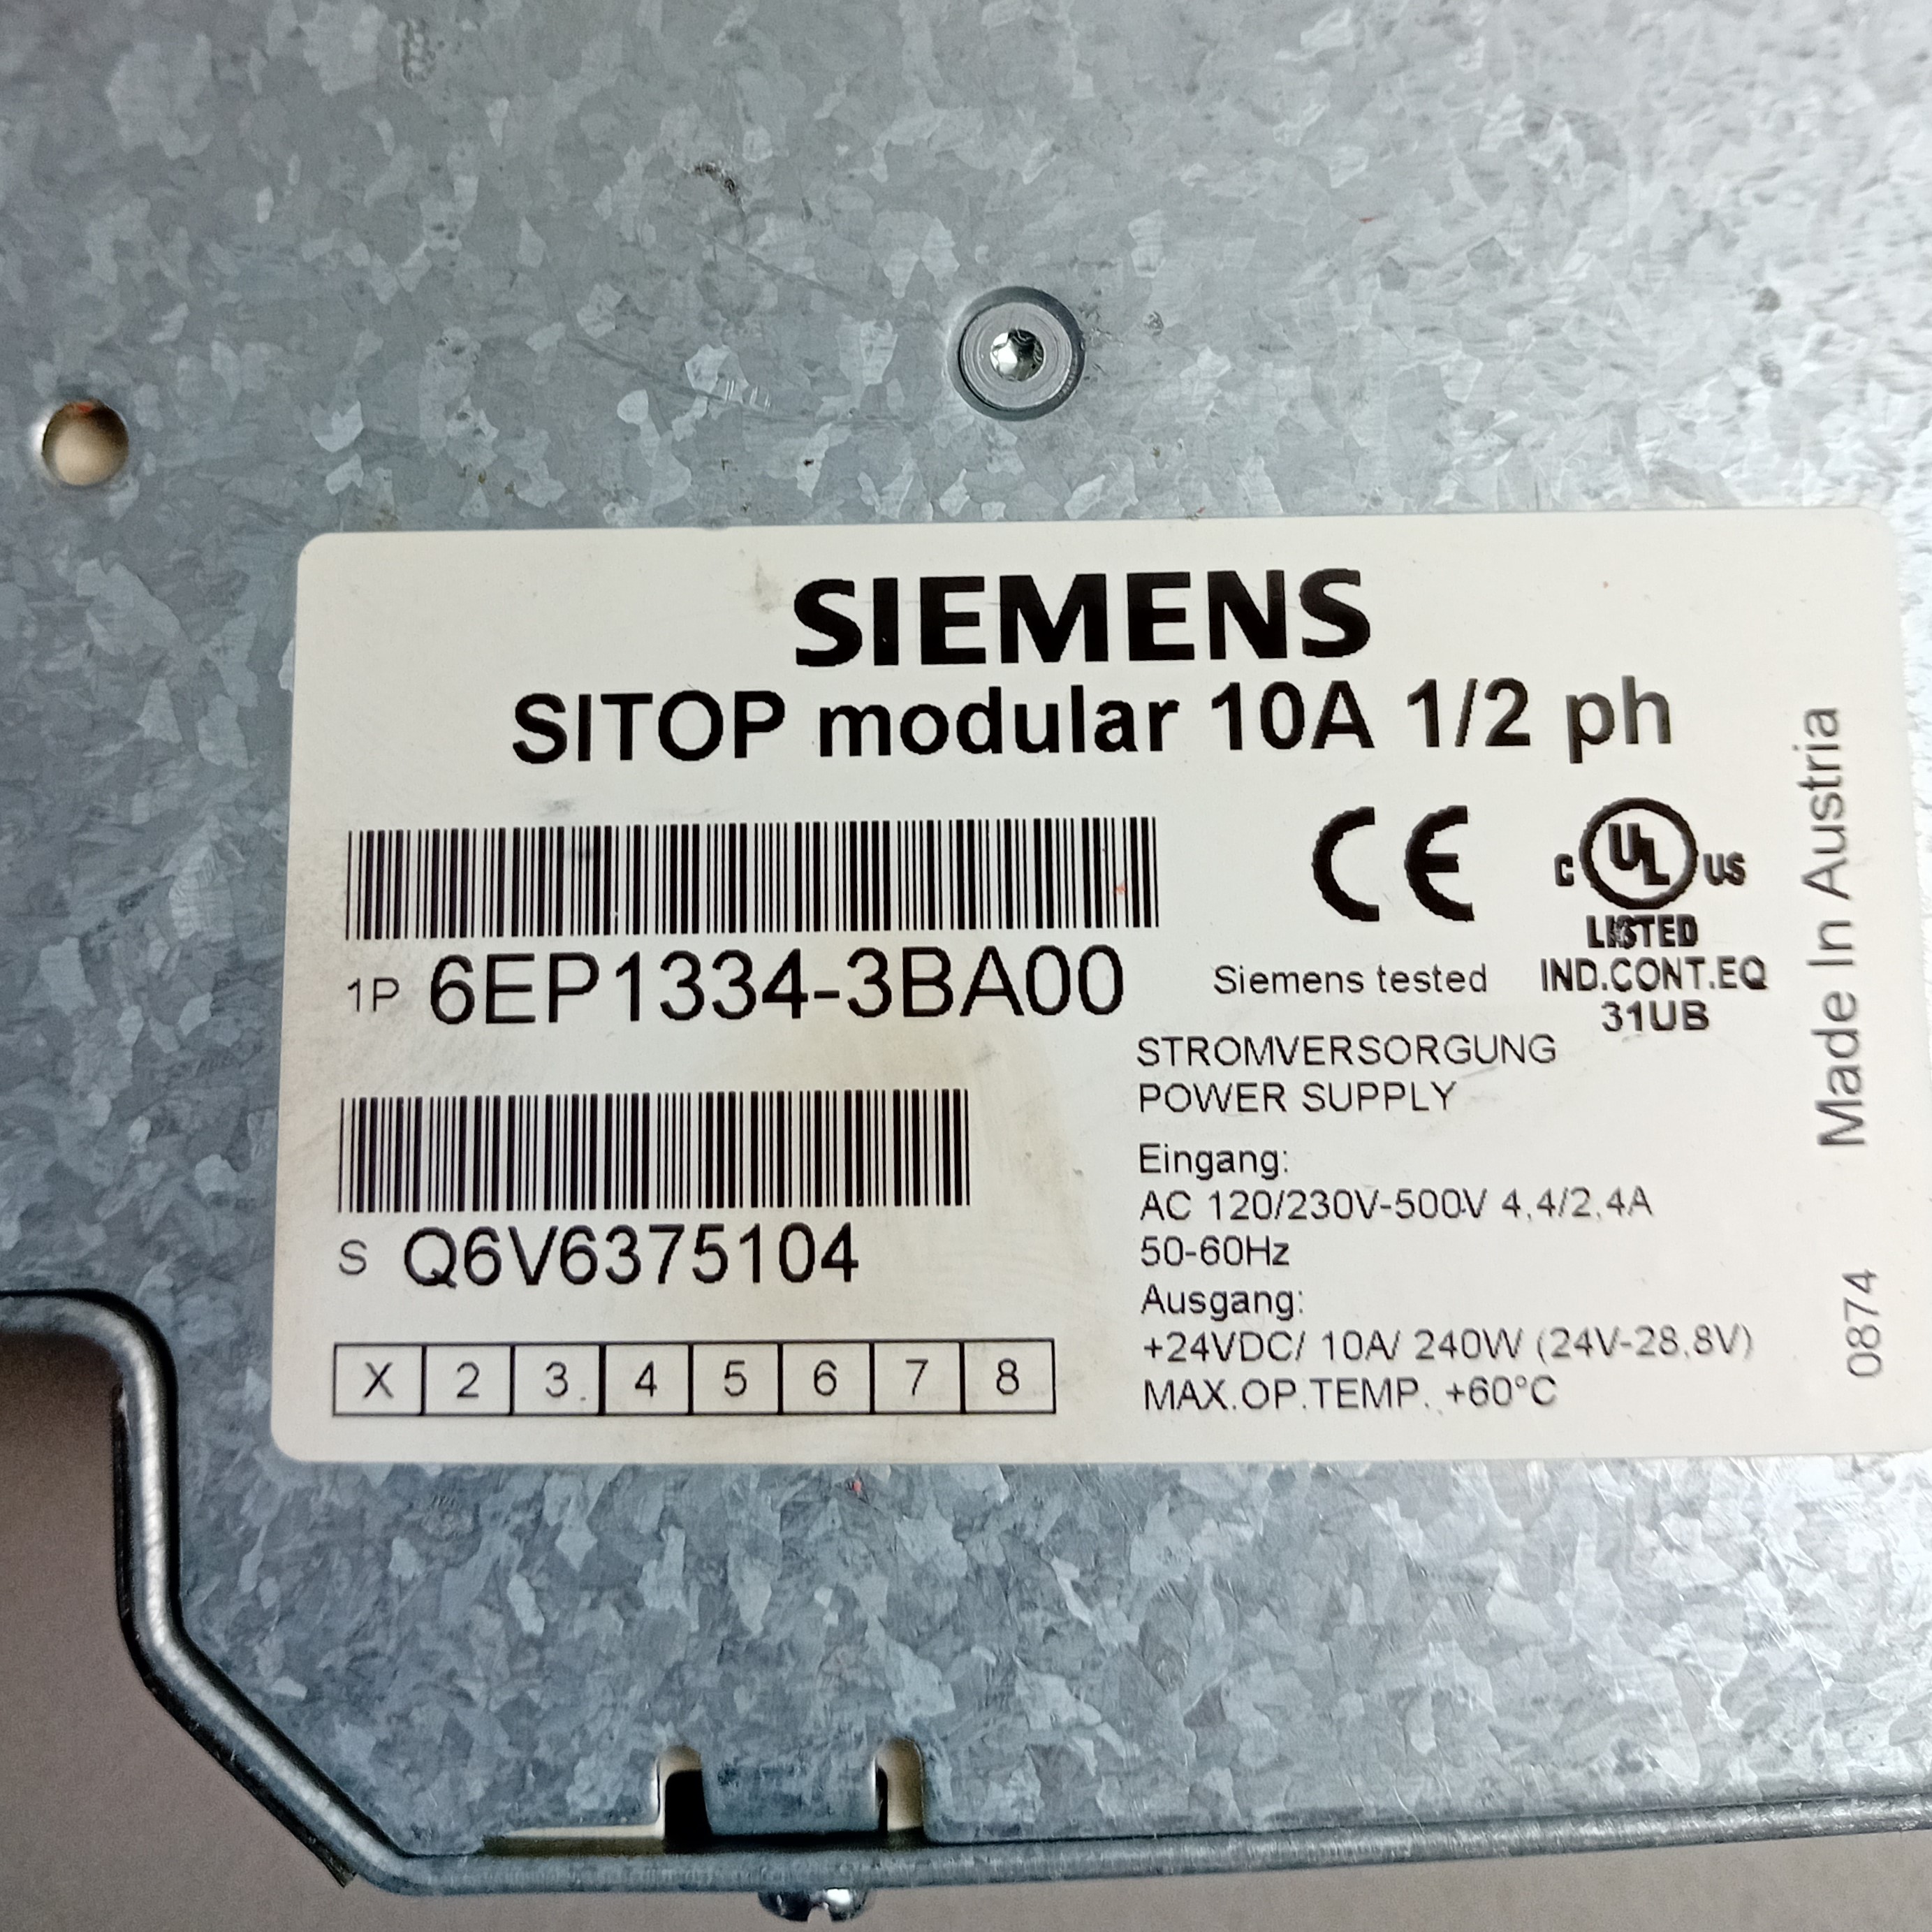 SIEMENS
SITOP modular 10A 1/2 ph
1P 6EP1334-3BA00
S Q6V6375104
X 2 3 4 5 6 7 8
CE
Siemens tested
C UL US
LISTED
IND.CONT.EQ
31UB
STROMVERSORGUNG
POWER SUPPLY
Eingang:
AC 120/230V-500V 4,4/2,4A
50-60Hz
Ausgang:
+24VDC/ 10A/ 240W (24V-28,8V)
MAX.OP.TEMP. +60°C
Made In Austria
0874